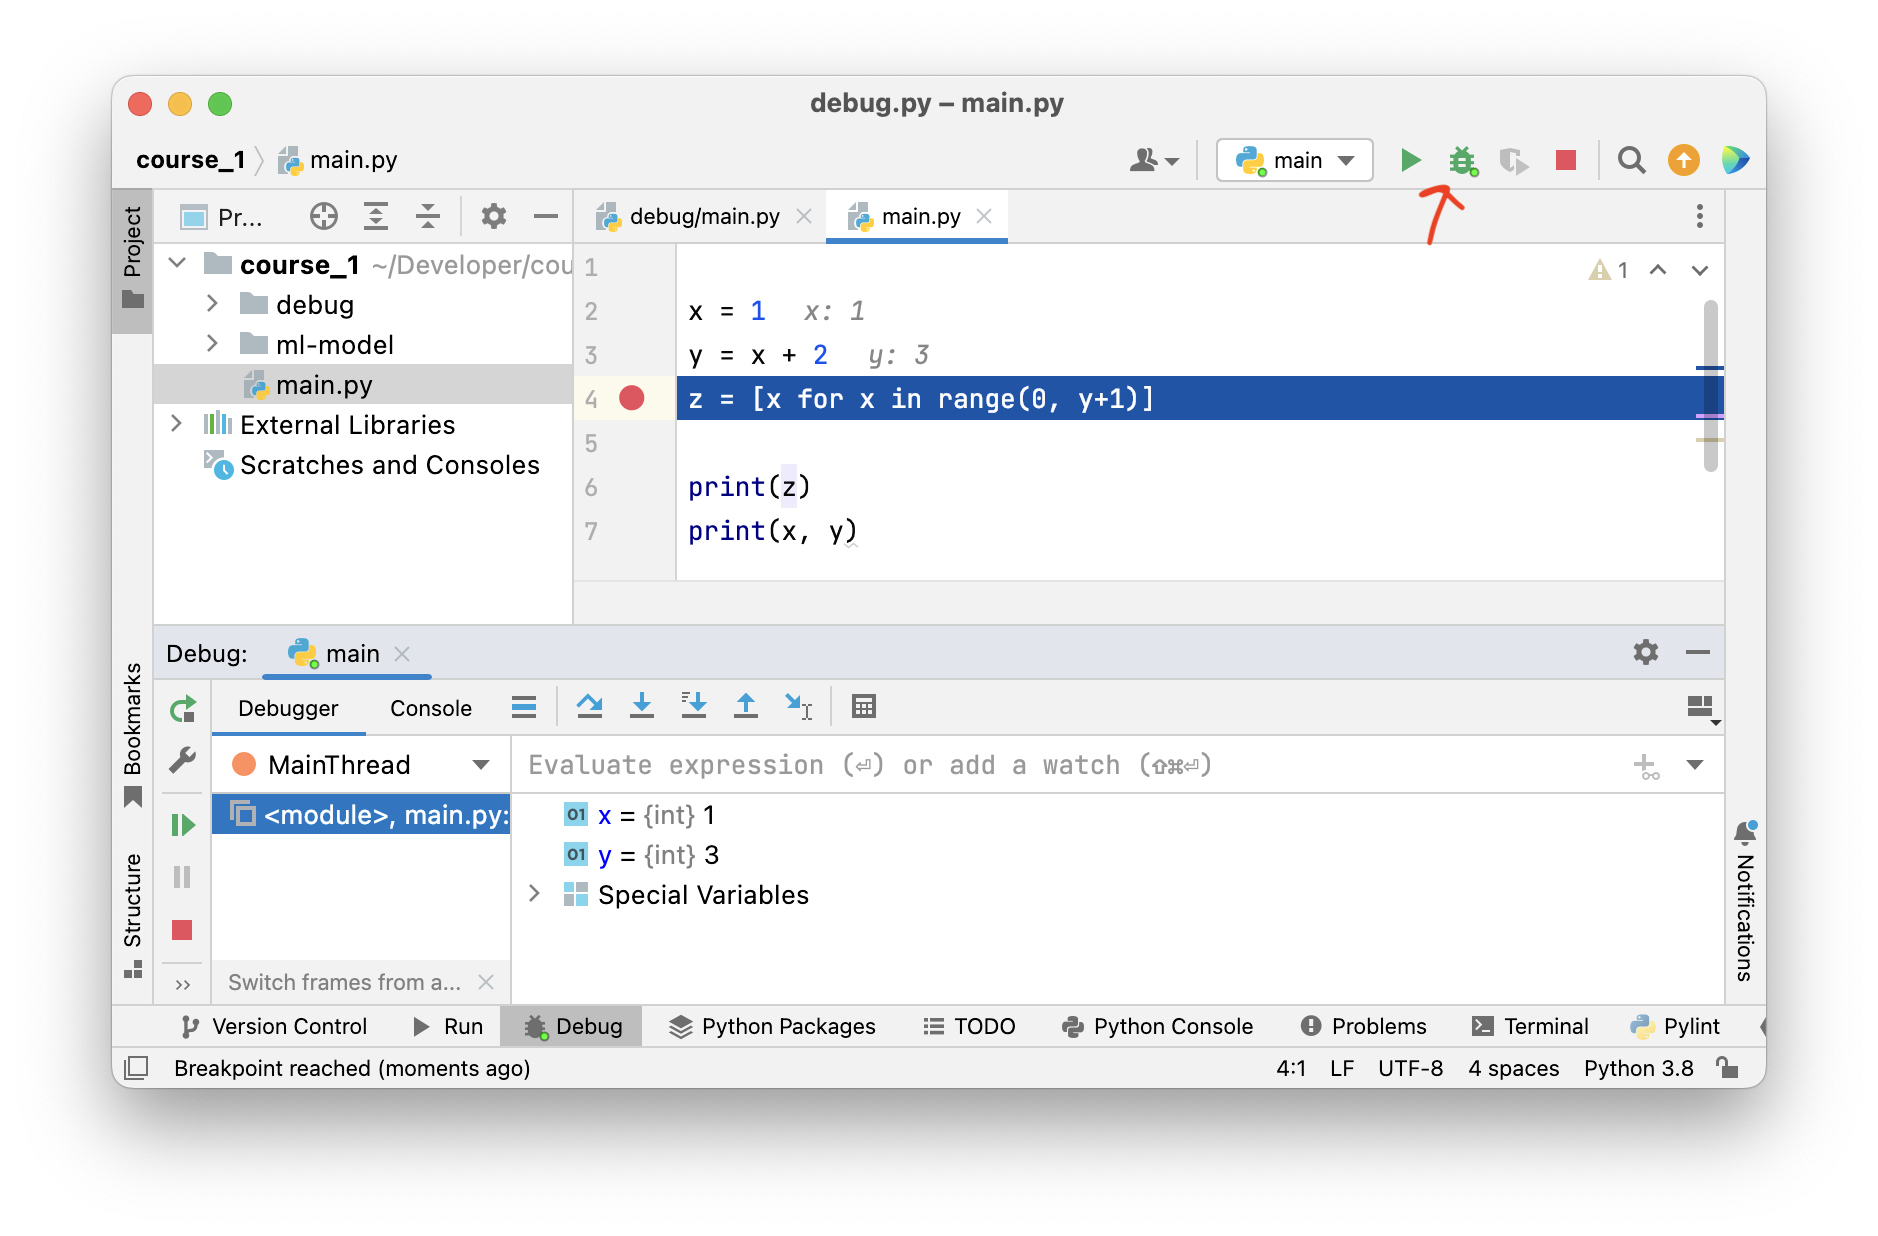 debug.py – main.py
course_1 main.py
main
Project
Pr...
debug/main.py
main.py
course_1 ~/Developer/cou
debug
ml-model
main.py
External Libraries
Scratches and Consoles
1
1
2 x = 1 x: 1
3 y = x + 2 y: 3
4 z = [x for x in range(0, y+1)]
5
6 print(z)
7 print(x, y)
Debug: main
Bookmarks
Structure
Debugger Console
MainThread
Evaluate expression (⏎) or add a watch (⇧⌘⏎)
<module>, main.py:
01 x = {int} 1
01 y = {int} 3
Special Variables
Switch frames from a...
Notifications
Version Control Run Debug Python Packages TODO Python Console Problems Terminal Pylint
Breakpoint reached (moments ago) 4:1 LF UTF-8 4 spaces Python 3.8